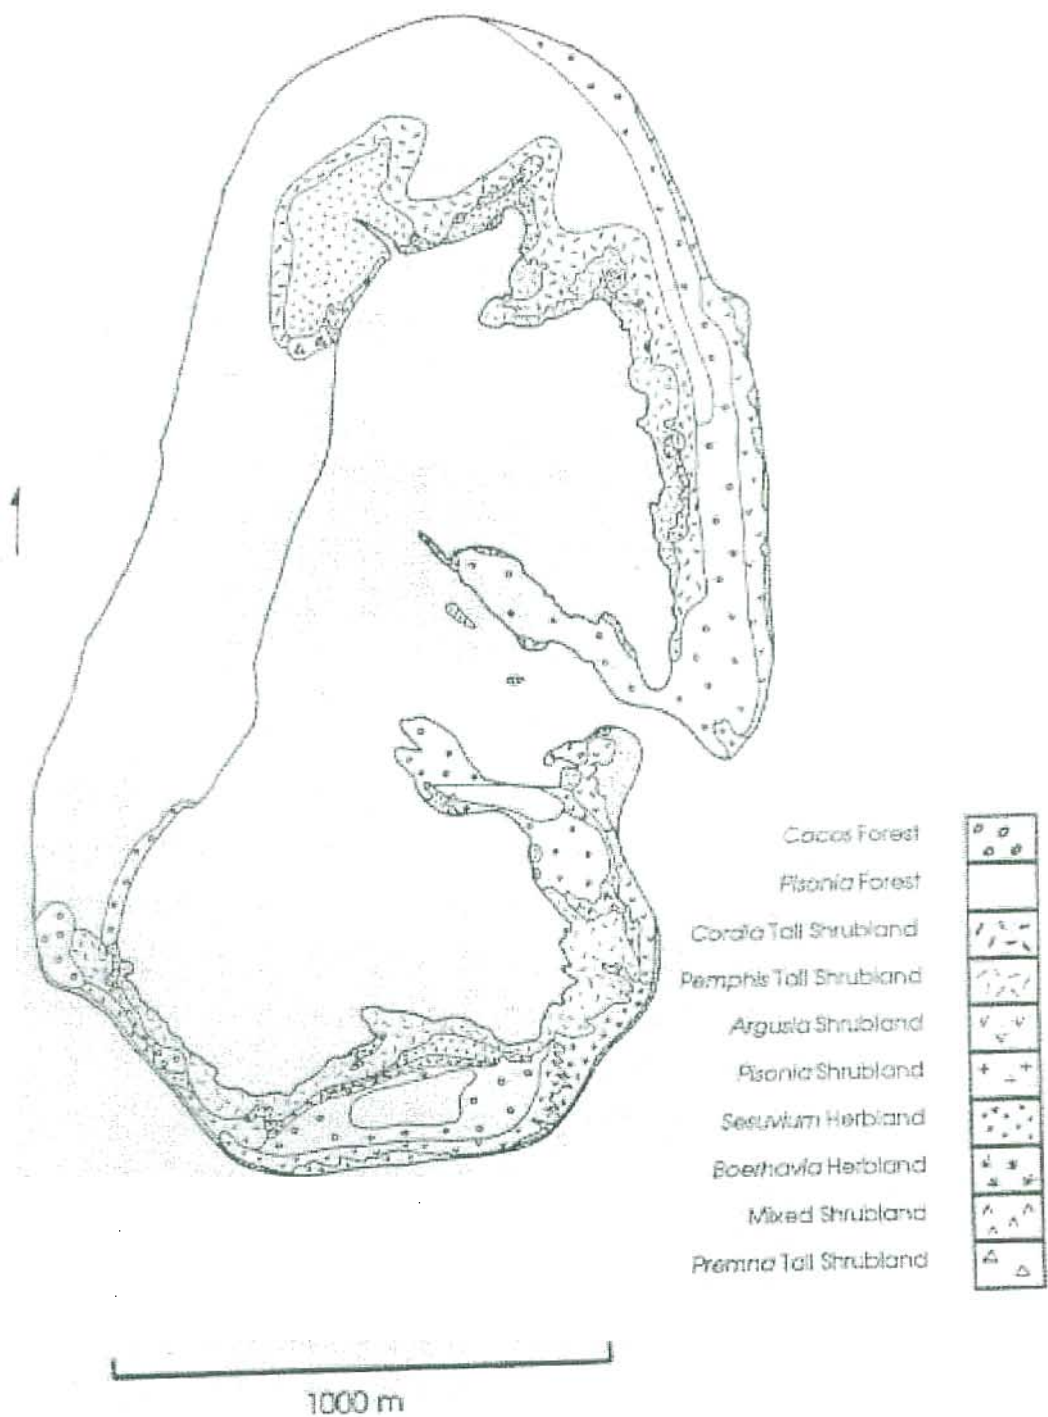 Cocos Forest
Pisonia Forest
Cordia Tall Shrubland
Pemphis Tall Shrubland
Argusia Shrubland
Pisonia Shrubland
Sesuvium Herbland
Boerhavia Herbland
Mixed Shrubland
Premna Tall Shrubland
1000 m